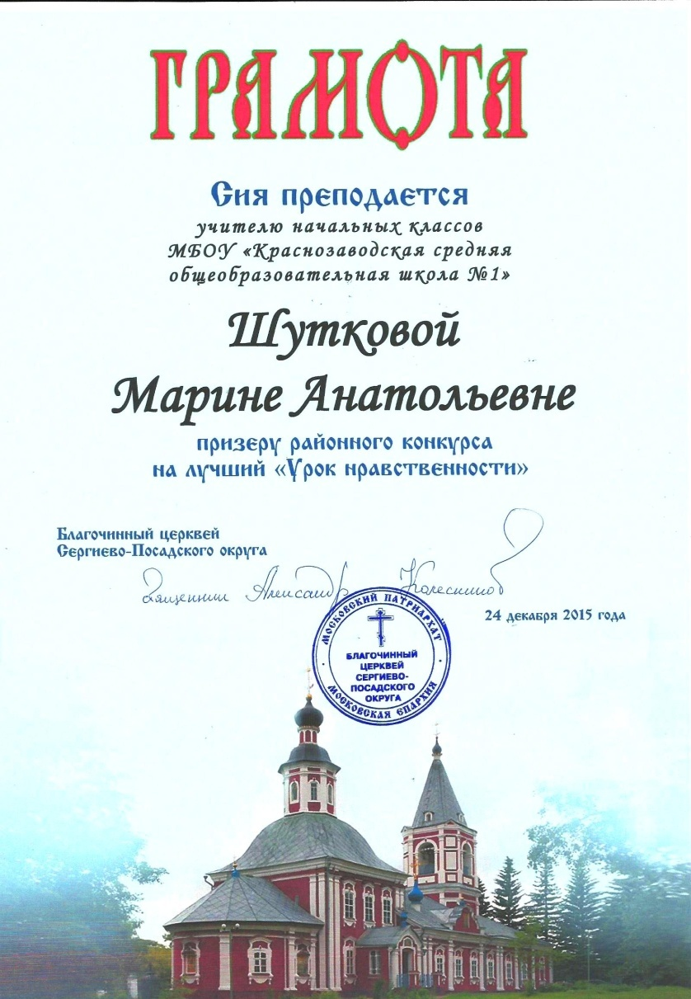 ГРАМОТА
Сия преподается
учителю начальных классов
МБОУ «Краснозаводская средняя
общеобразовательная школа №1»
Шутковой
Марине Анатольевне
призеру районного конкурса
на лучший «Урок нравственности»
Благочинный церквей
Сергиево-Посадского округа
Священник Александр Колесников
24 декабря 2015 года
МОСКОВСКИЙ ПАТРИАРХАТ
БЛАГОЧИННЫЙ
ЦЕРКВЕЙ
СЕРГИЕВО-
ПОСАДСКОГО
ОКРУГА
МОСКОВСКАЯ ЕПАРХИЯ